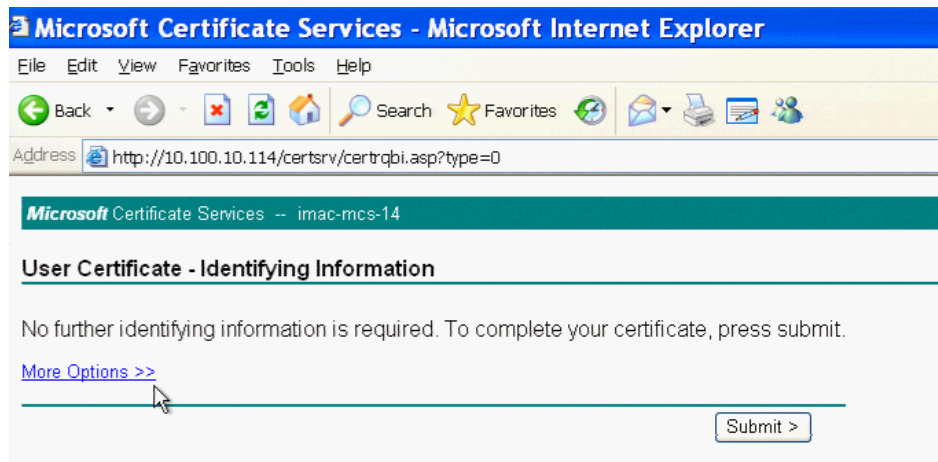 Microsoft Certificate Services - Microsoft Internet Explorer
File Edit View Favorites Tools Help
Back Search Favorites
Address http://10.100.10.114/certsrv/certrqbi.asp?type=0
Microsoft Certificate Services -- imac-mcs-14
User Certificate - Identifying Information
No further identifying information is required. To complete your certificate, press submit.
More Options >>
Submit >